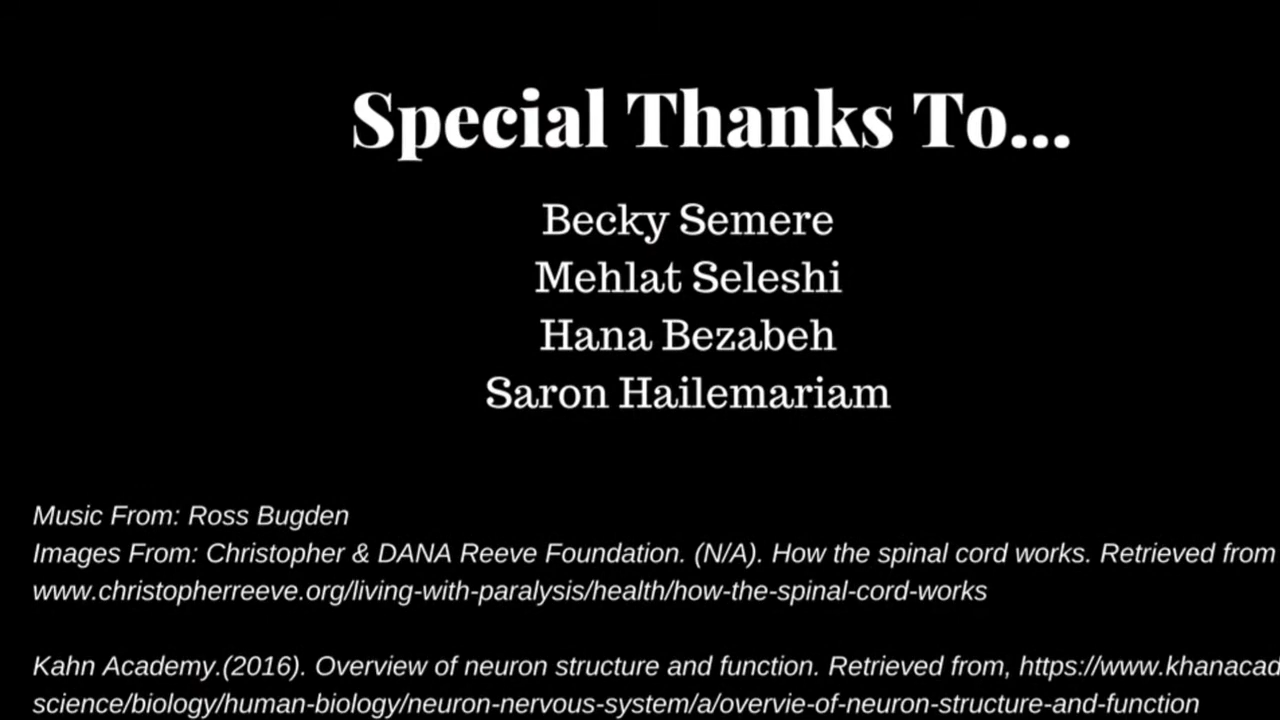 Special Thanks To...
Becky Semere
Mehlat Seleshi
Hana Bezabeh
Saron Hailemariam
Music From: Ross Bugden
Images From: Christopher & DANA Reeve Foundation. (N/A). How the spinal cord works. Retrieved from
www.christopherreeve.org/living-with-paralysis/health/how-the-spinal-cord-works
Kahn Academy.(2016). Overview of neuron structure and function. Retrieved from, https://www.khanacad
science/biology/human-biology/neuron-nervous-system/a/overvie-of-neuron-structure-and-function